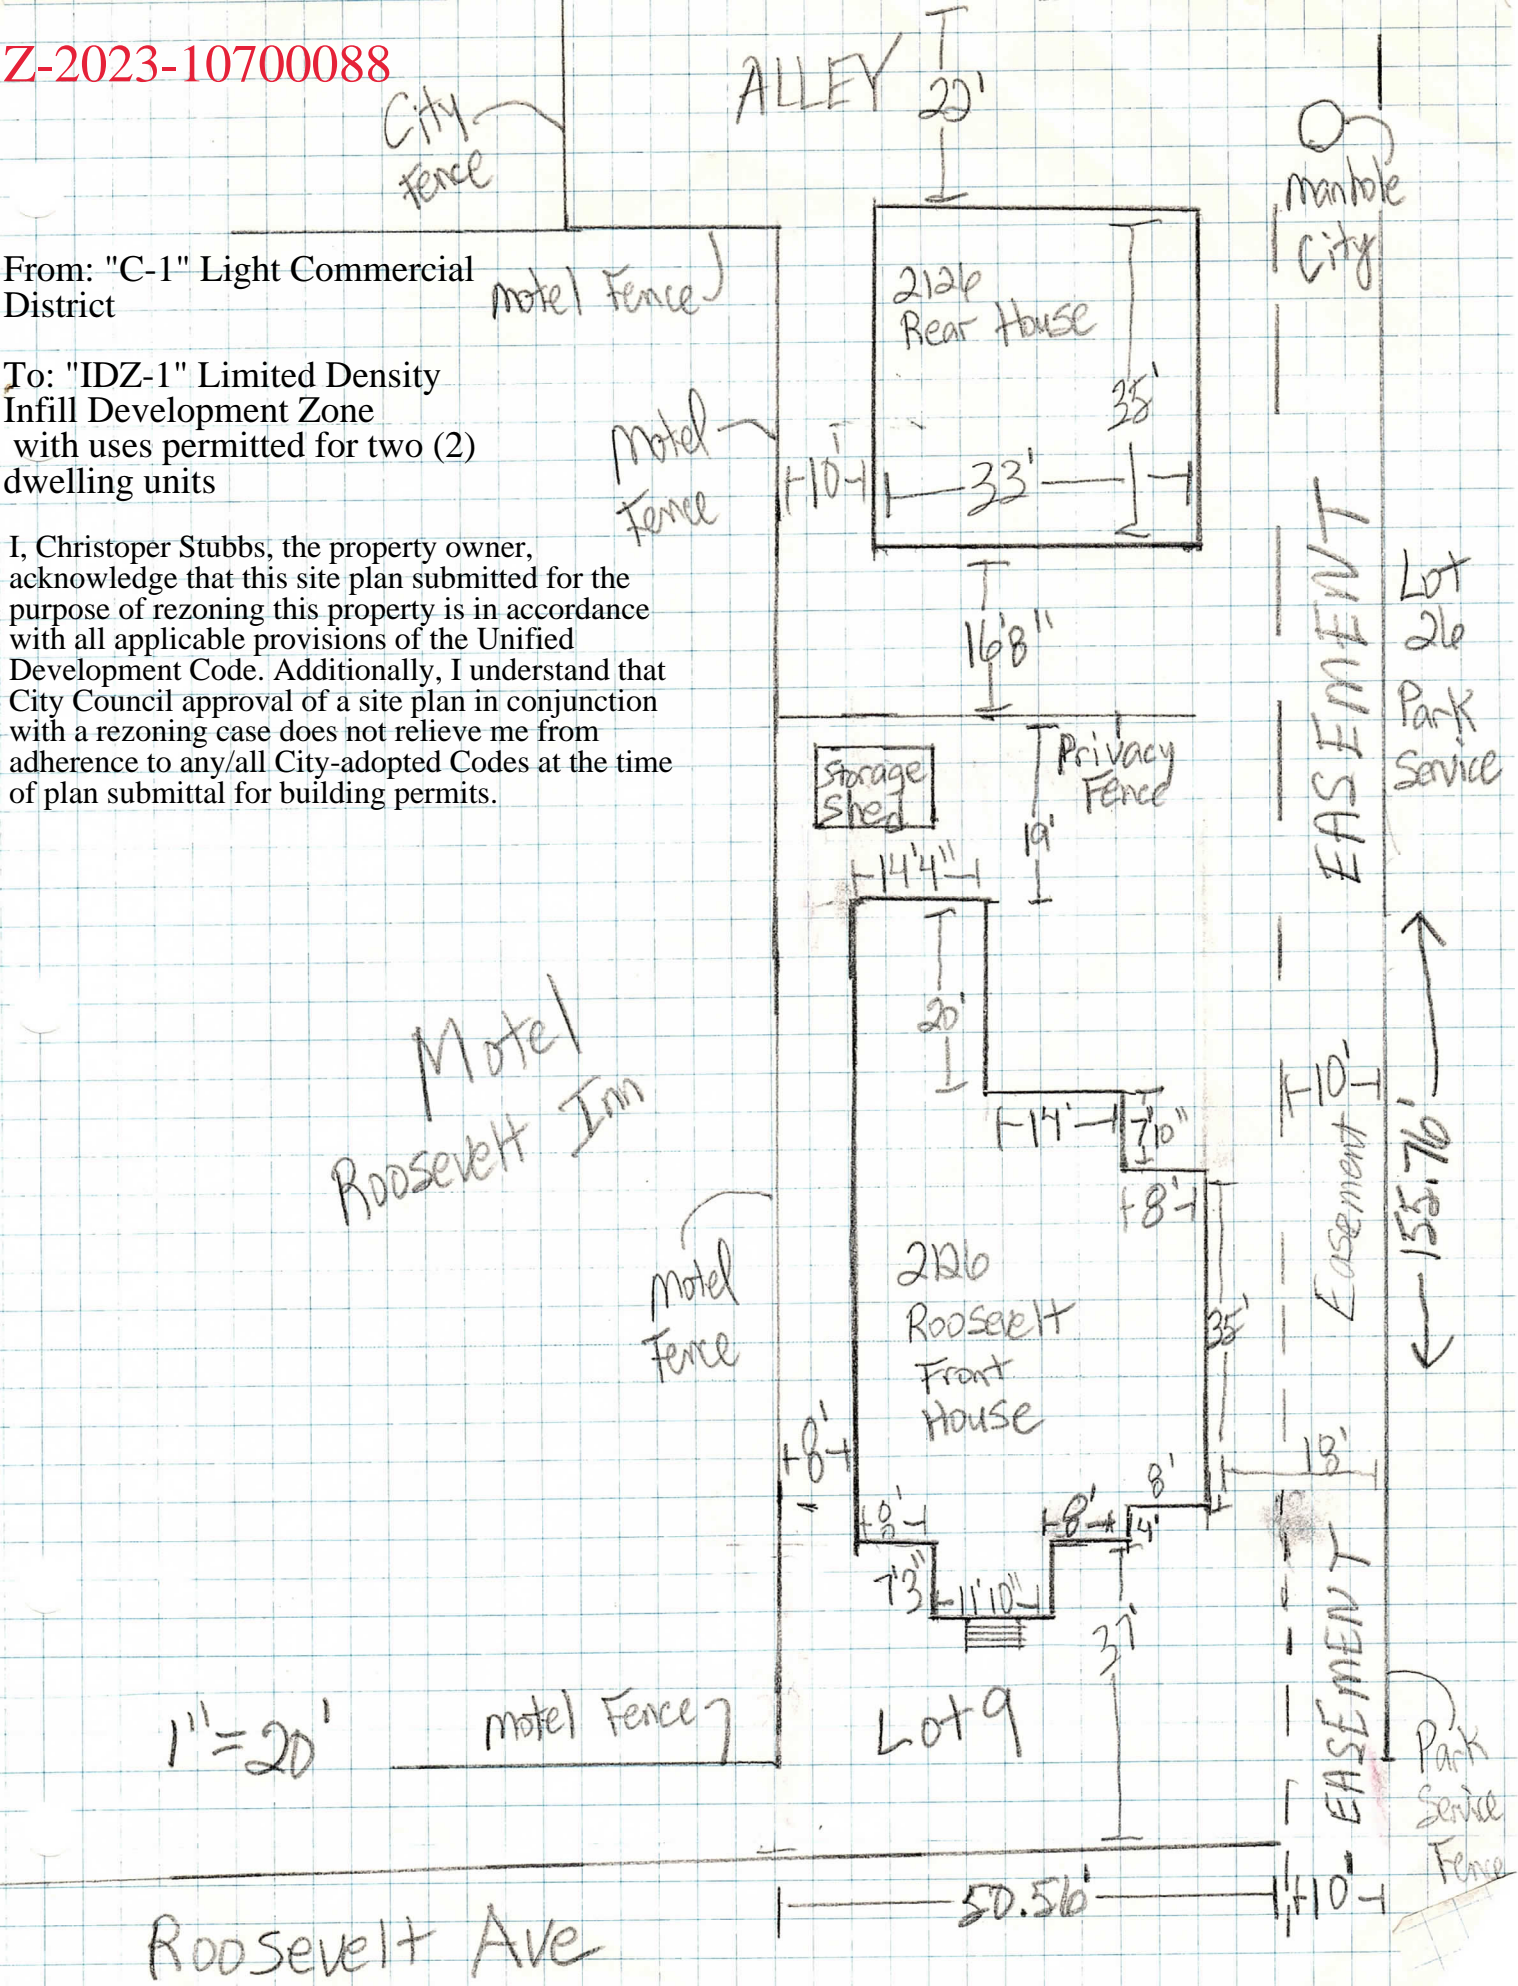 Z-2023-10700088
ALLEY
22'
City
Fence
manhole
City
From: "C-1" Light Commercial
District
motel Fence
2126
Rear House
35'
To: "IDZ-1" Limited Density
Infill Development Zone
with uses permitted for two (2)
dwelling units
Motel
Fence
10'
33'
EASEMENT
Lot
26
Park
Service
I, Christoper Stubbs, the property owner,
acknowledge that this site plan submitted for the
purpose of rezoning this property is in accordance
with all applicable provisions of the Unified
Development Code. Additionally, I understand that
City Council approval of a site plan in conjunction
with a rezoning case does not relieve me from
adherence to any/all City-adopted Codes at the time
of plan submittal for building permits.
16'8"
Storage
Shed
Privacy
Fence
19'
14'4"
20'
Motel
Roosevelt Inn
14'
7'10"
8'
10'
Easement
155.76'
Motel
Fence
2126
Roosevelt
Front
House
35'
8'
18'
8'
8'
8'
4'
7'3"
11'10"
37'
EASEMENT
1"=20'
motel Fence
Lot 9
Park
Service
Fence
50.56'
10'
Roosevelt Ave